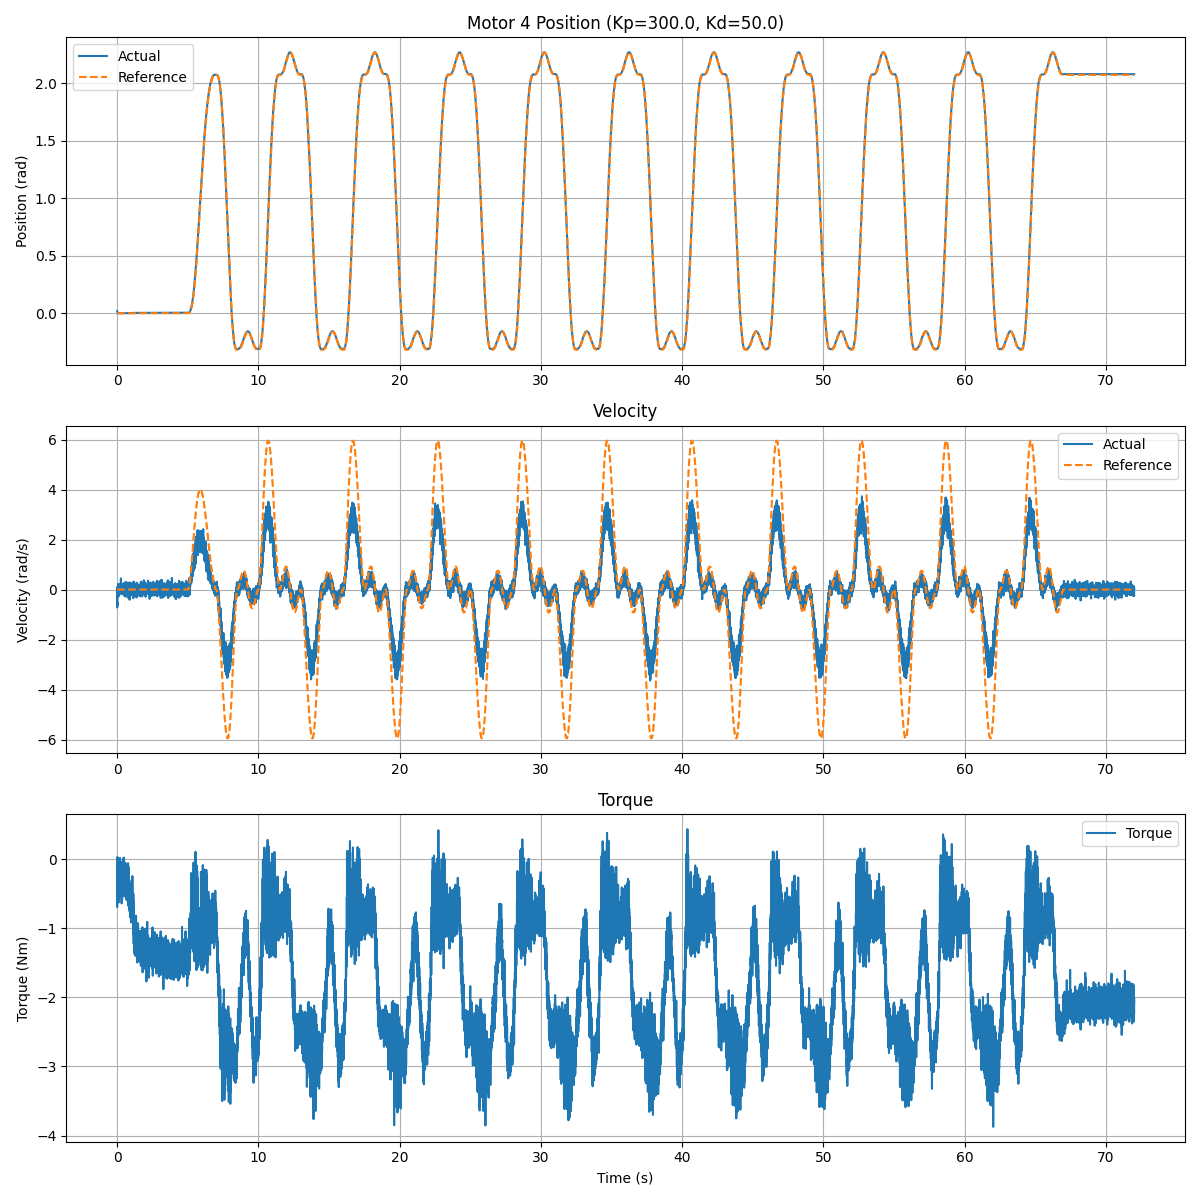 Motor 4 Position (Kp=300.0, Kd=50.0)
Actual
Reference
Position (rad)
2.0
1.5
1.0
0.5
0.0
0 10 20 30 40 50 60 70
Velocity
Actual
Reference
Velocity (rad/s)
6
4
2
0
−2
−4
−6
0 10 20 30 40 50 60 70
Torque
Torque
Torque (Nm)
0
−1
−2
−3
−4
0 10 20 30 40 50 60 70
Time (s)